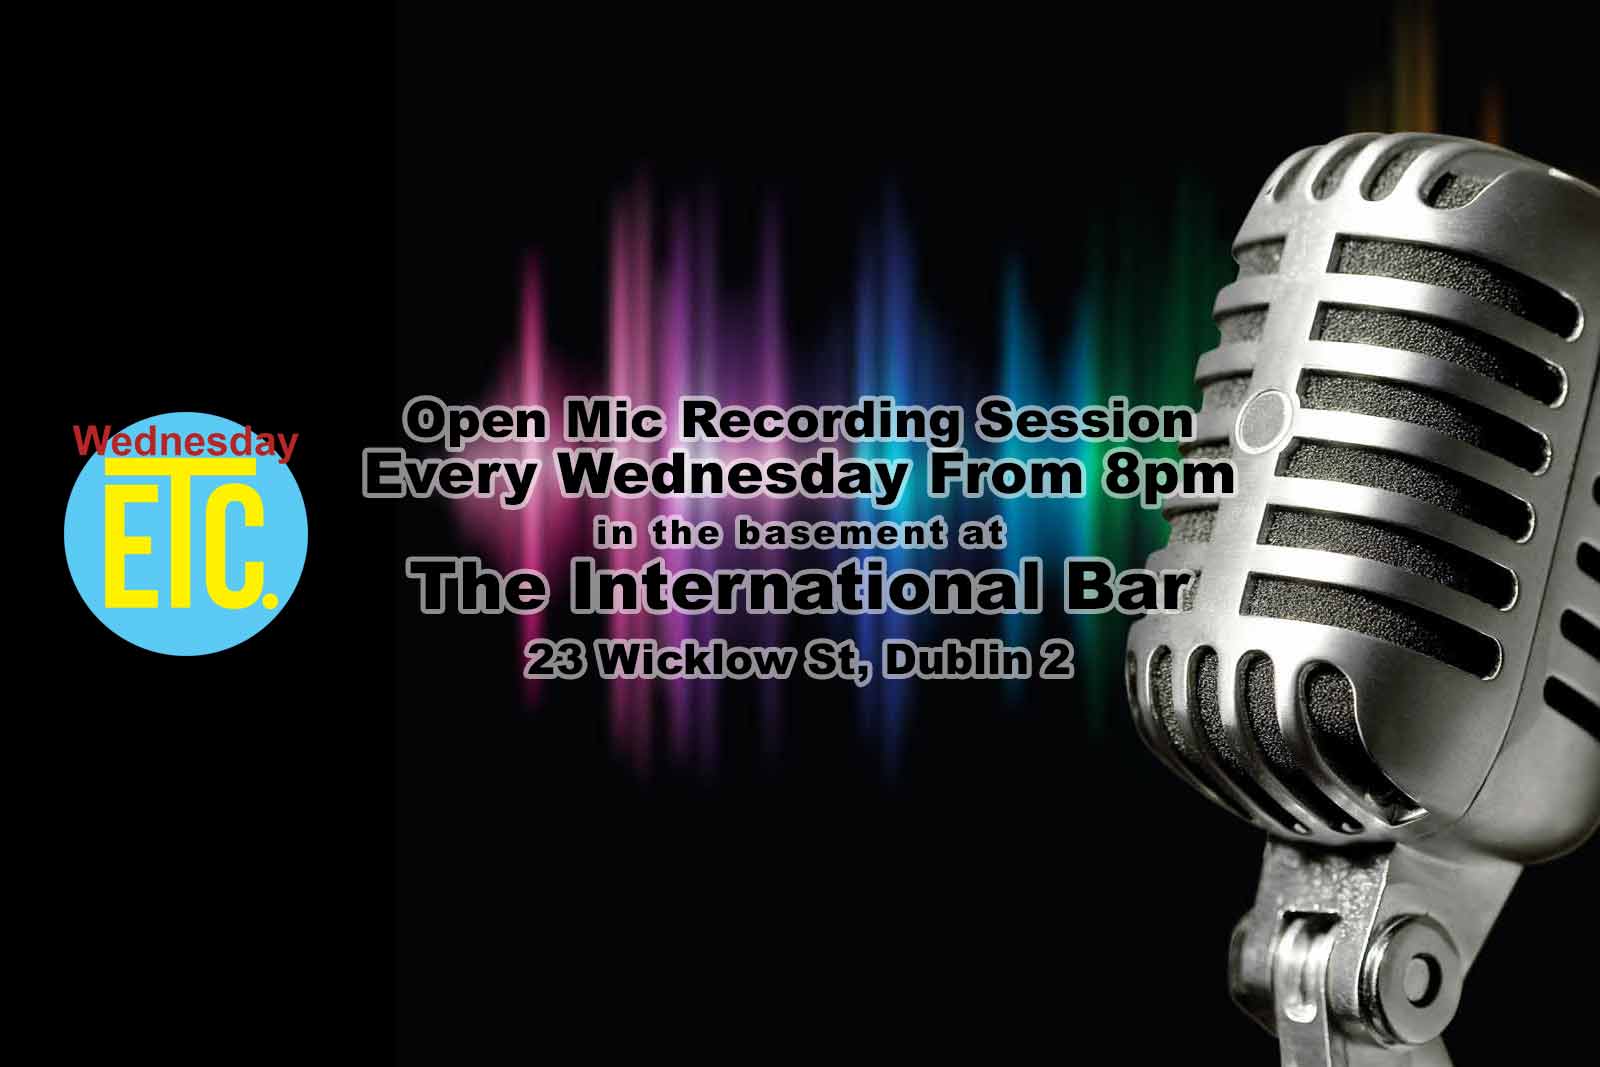 Wednesday
ETC.
Open Mic Recording Session
Every Wednesday From 8pm
in the basement at
The International Bar
23 Wicklow St, Dublin 2